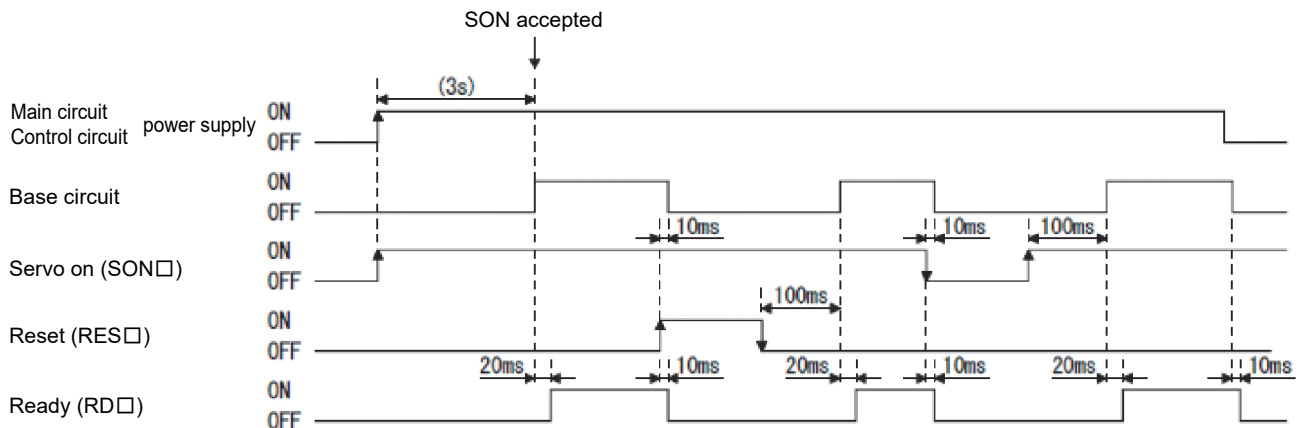 SON accepted
(3s)
Main circuit
Control circuit
power supply
ON
OFF
Base circuit
ON
OFF
10ms
10ms
100ms
Servo on (SON□)
ON
OFF
100ms
Reset (RES□)
ON
OFF
20ms
10ms
20ms
10ms
20ms
10ms
Ready (RD□)
ON
OFF